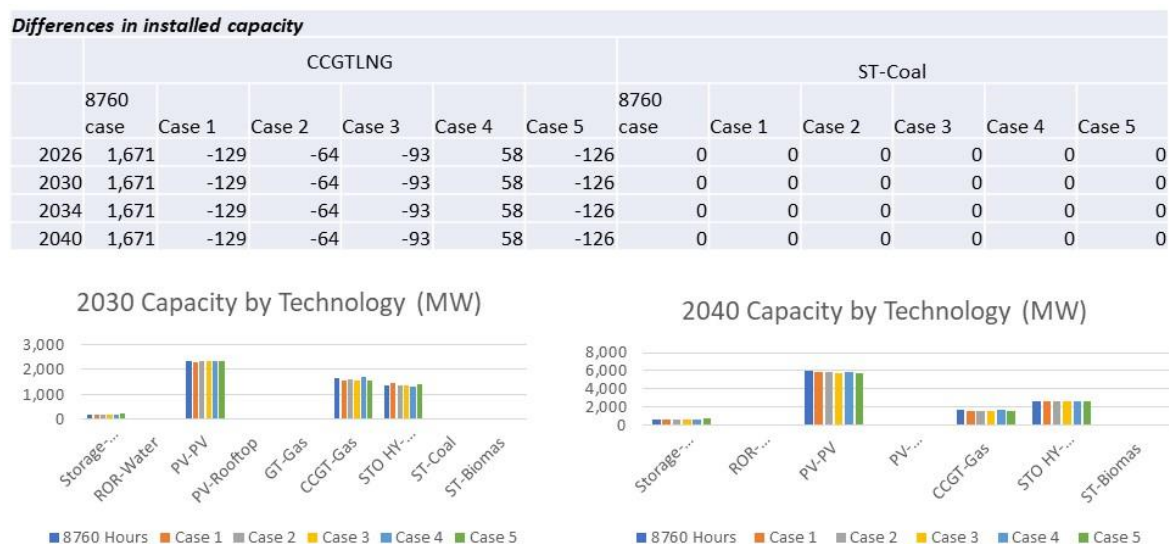 Differences in installed capacity
CCGTLNG ST-Coal
8760 case Case 1 Case 2 Case 3 Case 4 Case 5 8760 case Case 1 Case 2 Case 3 Case 4 Case 5
2026 1,671 -129 -64 -93 58 -126 0 0 0 0 0 0
2030 1,671 -129 -64 -93 58 -126 0 0 0 0 0 0
2034 1,671 -129 -64 -93 58 -126 0 0 0 0 0 0
2040 1,671 -129 -64 -93 58 -126 0 0 0 0 0 0
2030 Capacity by Technology (MW)
3,000
2,000
1,000
0
Storage-...
ROR-Water
PV-PV
PV-Rooftop
GT-Gas
CCGT-Gas
STO HY-...
ST-Coal
ST-Biomas
8760 Hours Case 1 Case 2 Case 3 Case 4 Case 5
2040 Capacity by Technology (MW)
8,000
6,000
4,000
2,000
0
Storage-...
ROR-...
PV-PV
PV-...
CCGT-Gas
STO HY-...
ST-Biomas
8760 Hours Case 1 Case 2 Case 3 Case 4 Case 5